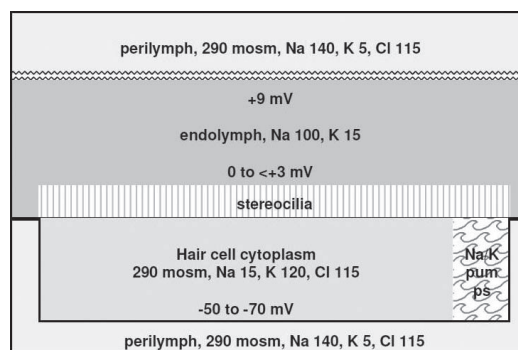 perilymph, 290 mosm, Na 140, K 5, Cl 115
+9 mV
endolymph, Na 100, K 15
0 to <+3 mV
stereocilia
Hair cell cytoplasm
290 mosm, Na 15, K 120, Cl 115
-50 to -70 mV
Na/K
pum
ps
perilymph, 290 mosm, Na 140, K 5, Cl 115